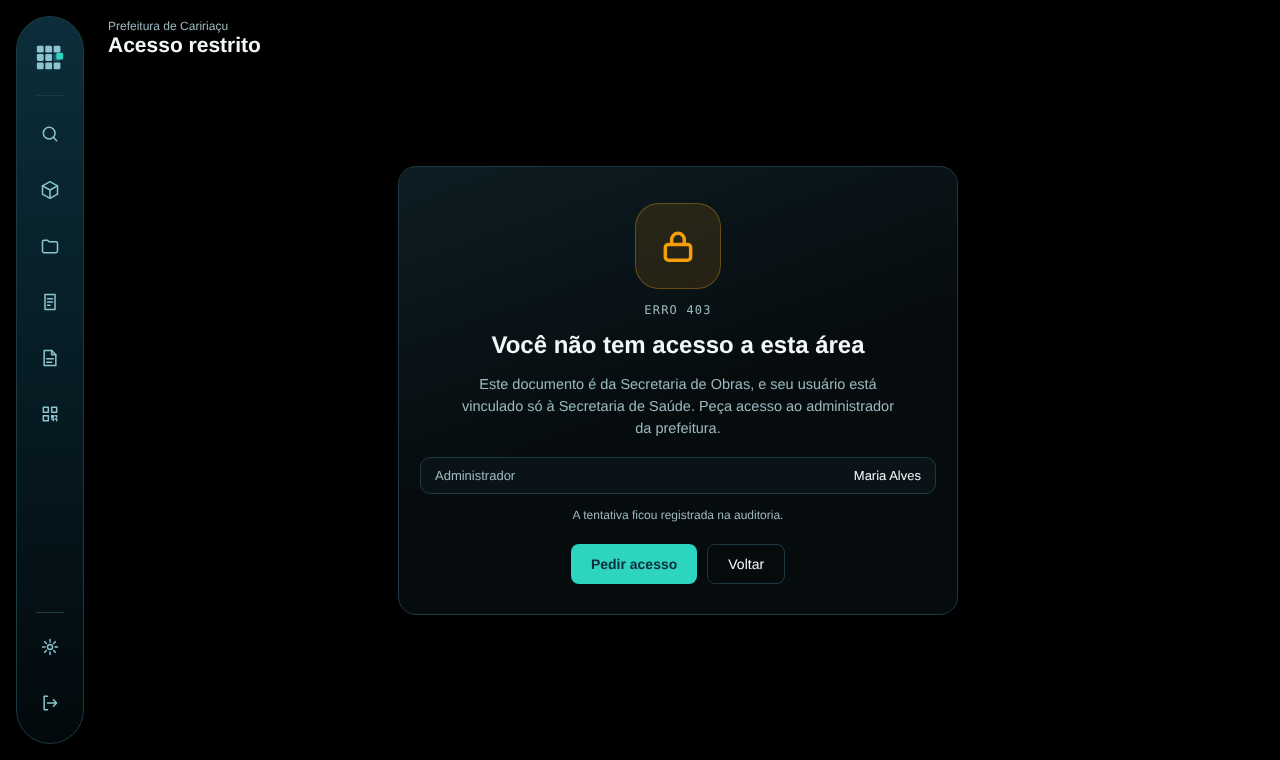 Prefeitura de Caririaçu
Acesso restrito
ERRO 403
Você não tem acesso a esta área
Este documento é da Secretaria de Obras, e seu usuário está
vinculado só à Secretaria de Saúde. Peça acesso ao administrador
da prefeitura.
Administrador Maria Alves
A tentativa ficou registrada na auditoria.
Pedir acesso Voltar